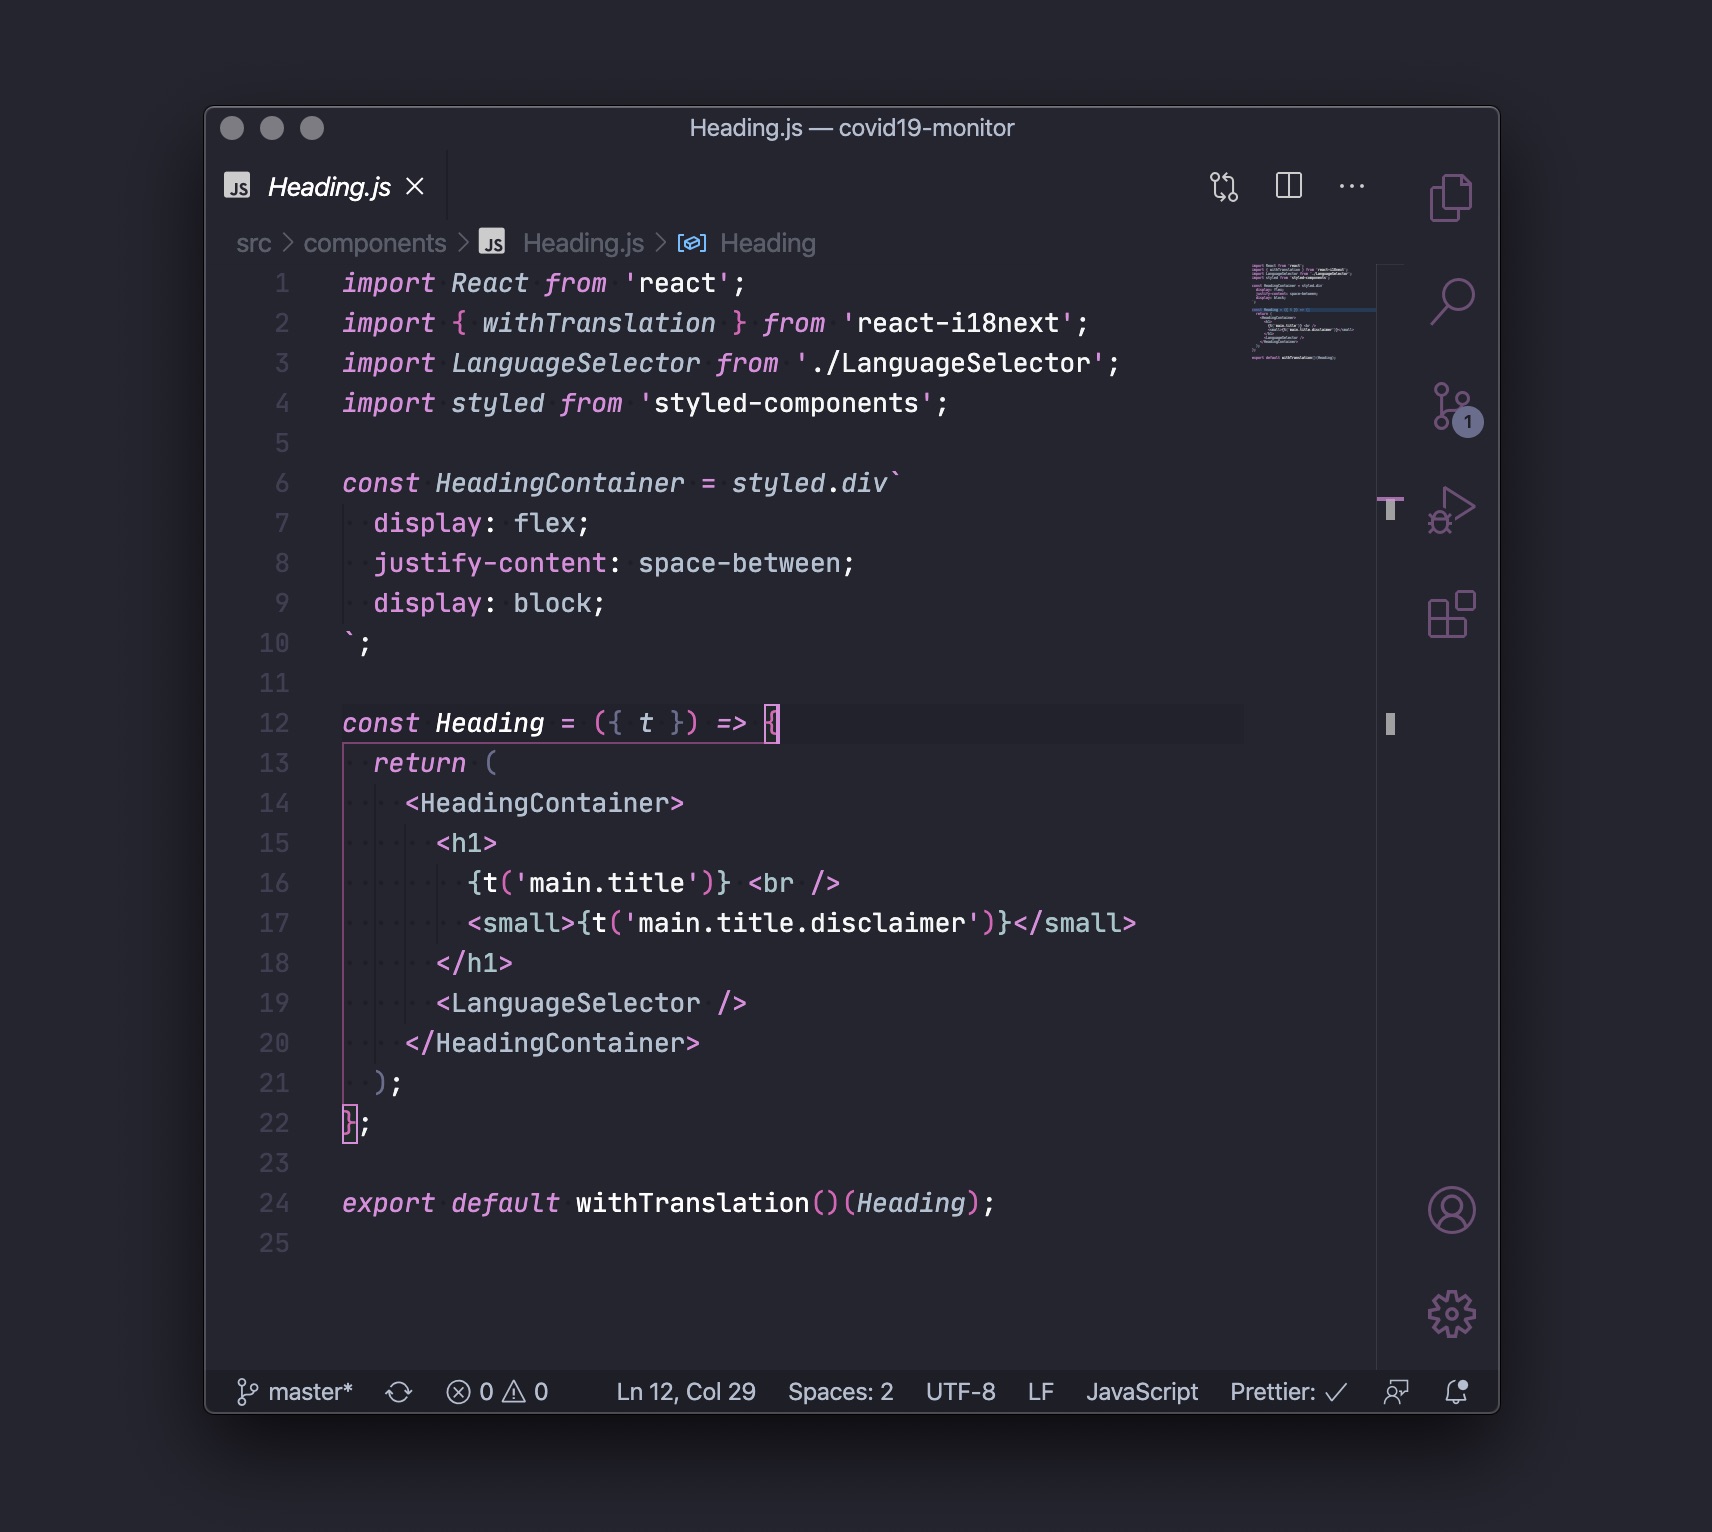 Heading.js — covid19-monitor
JS Heading.js
src > components > JS Heading.js > Heading
1 import React from 'react';
2 import { withTranslation } from 'react-i18next';
3 import LanguageSelector from './LanguageSelector';
4 import styled from 'styled-components';
5
6 const HeadingContainer = styled.div`
7   display: flex;
8   justify-content: space-between;
9   display: block;
10 `;
11
12 const Heading = ({ t }) => {
13   return (
14     <HeadingContainer>
15       <h1>
16         {t('main.title')} <br />
17         <small>{t('main.title.disclaimer')}</small>
18       </h1>
19       <LanguageSelector />
20     </HeadingContainer>
21   );
22 };
23
24 export default withTranslation()(Heading);
25
1
master* 0 0 Ln 12, Col 29 Spaces: 2 UTF-8 LF JavaScript Prettier: ✓